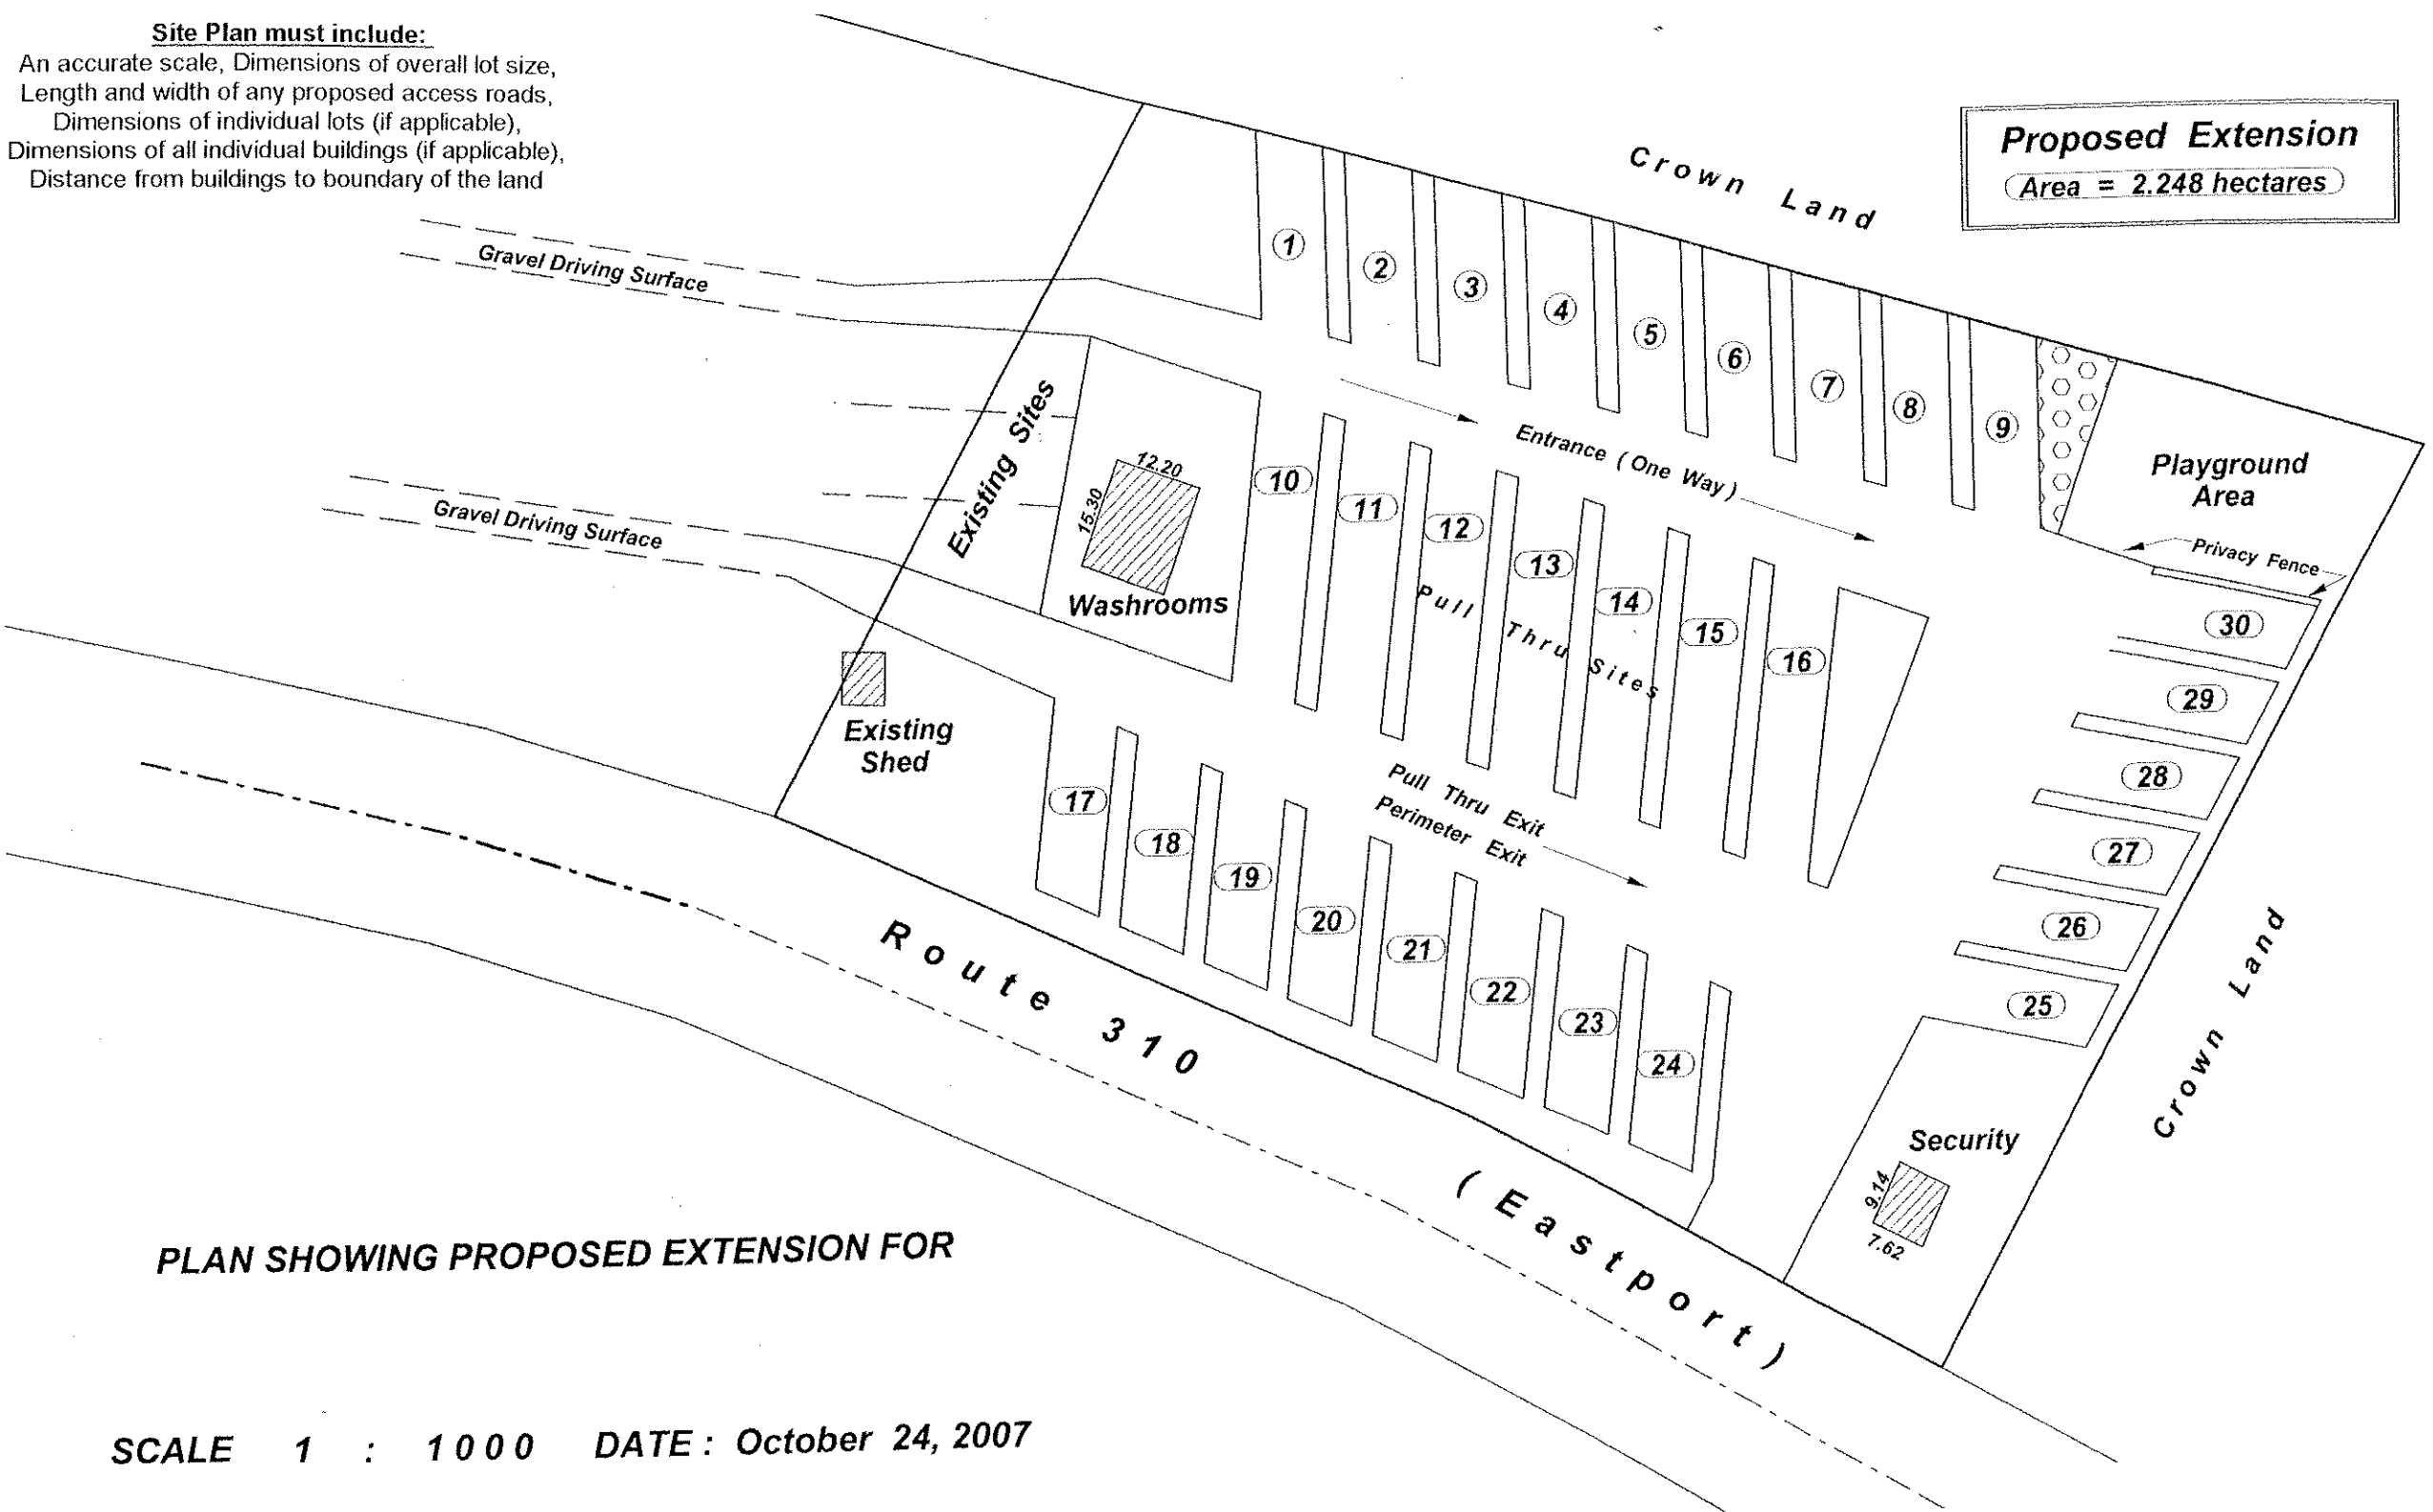 Site Plan must include:
An accurate scale, Dimensions of overall lot size,
Length and width of any proposed access roads,
Dimensions of individual lots (if applicable),
Dimensions of all individual buildings (if applicable),
Distance from buildings to boundary of the land
Proposed Extension
Area = 2.248 hectares
Crown Land
Gravel Driving Surface
1
2
3
4
5
6
7
8
9
Entrance (One Way)
Playground
Area
Privacy Fence
Existing Sites
12.20
15.30
Washrooms
Gravel Driving Surface
10
11
12
13
14
15
16
Pull Thru Sites
30
29
28
27
26
25
Existing
Shed
Pull Thru Exit
Perimeter Exit
17
18
19
20
21
22
23
24
Crown Land
Security
9.14
7.62
Route 310
(Eastport)
PLAN SHOWING PROPOSED EXTENSION FOR
SCALE 1 : 1000 DATE : October 24, 2007